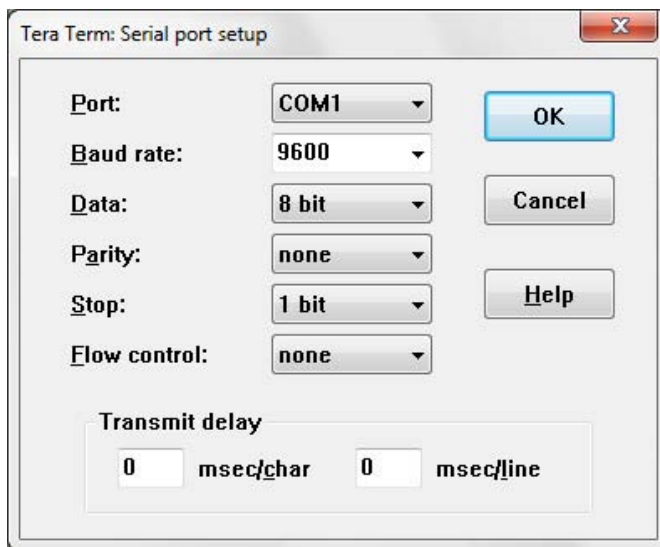 Tera Term: Serial port setup
x
Port: COM1
OK
Baud rate: 9600
Data: 8 bit
Cancel
Parity: none
Stop: 1 bit
Help
Flow control: none
Transmit delay
0 msec/char 0 msec/line